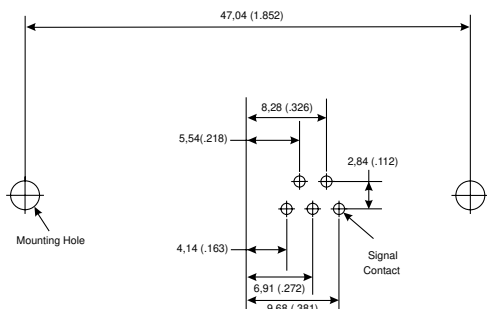 47,04 (1.852)
8,28 (.326)
5,54(.218)
2,84 (.112)
Mounting Hole
4,14 (.163)
Signal
Contact
6,91 (.272)
9,68 (.381)